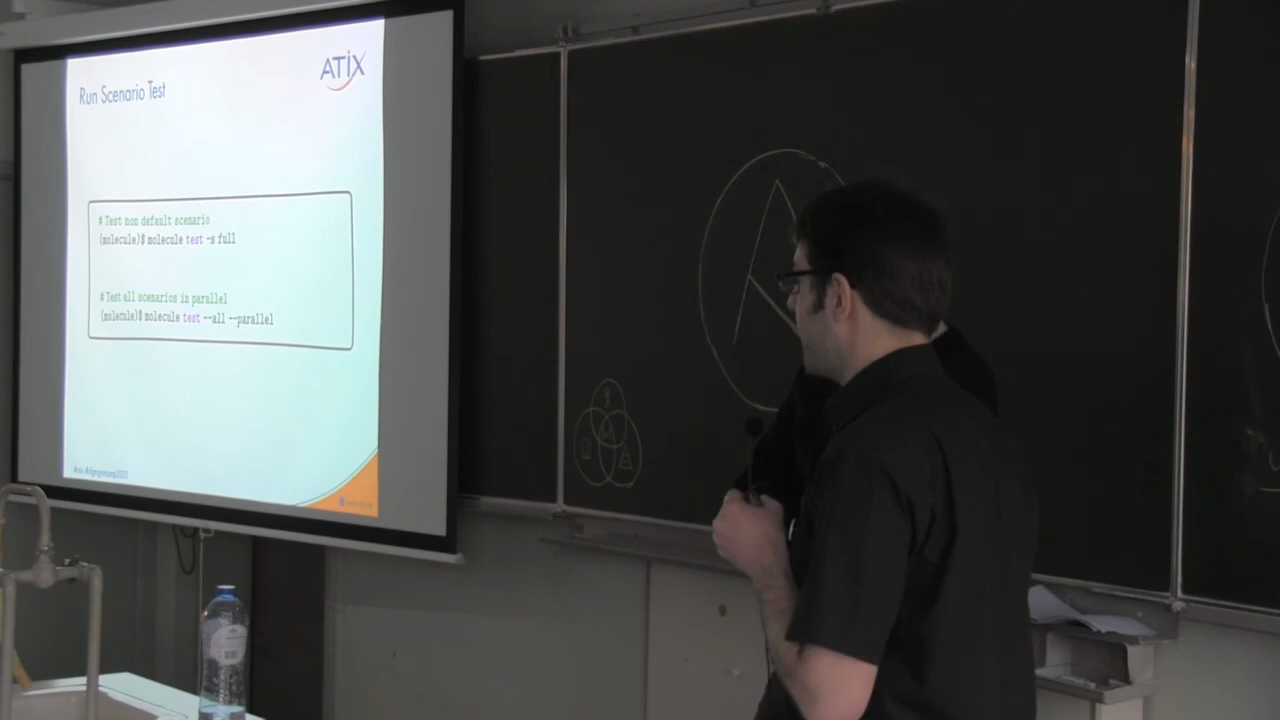 ATIX
Run Scenario Test
# Test non default scenario
(molecule)$ molecule test -s full
# Test all scenarios in parallel
(molecule)$ molecule test --all --parallel